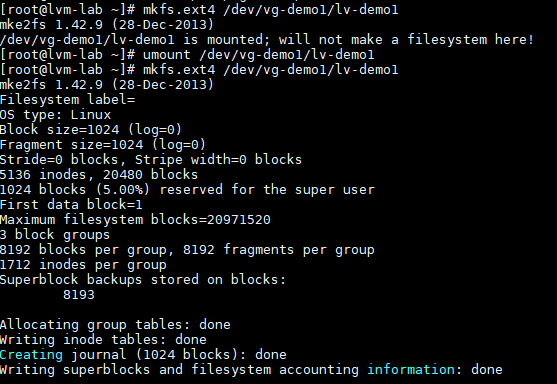 [root@lvm-lab ~]# mkfs.ext4 /dev/vg-demo1/lv-demo1
mke2fs 1.42.9 (28-Dec-2013)
/dev/vg-demo1/lv-demo1 is mounted; will not make a filesystem here!
[root@lvm-lab ~]# umount /dev/vg-demo1/lv-demo1
[root@lvm-lab ~]# mkfs.ext4 /dev/vg-demo1/lv-demo1
mke2fs 1.42.9 (28-Dec-2013)
Filesystem label=
OS type: Linux
Block size=1024 (log=0)
Fragment size=1024 (log=0)
Stride=0 blocks, Stripe width=0 blocks
5136 inodes, 20480 blocks
1024 blocks (5.00%) reserved for the super user
First data block=1
Maximum filesystem blocks=20971520
3 block groups
8192 blocks per group, 8192 fragments per group
1712 inodes per group
Superblock backups stored on blocks:
8193
Allocating group tables: done
Writing inode tables: done
Creating journal (1024 blocks): done
Writing superblocks and filesystem accounting information: done